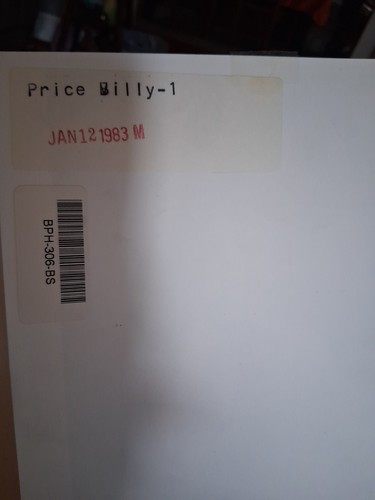 Price Billy-1
JAN 12 1983 M
BPH-306-BS